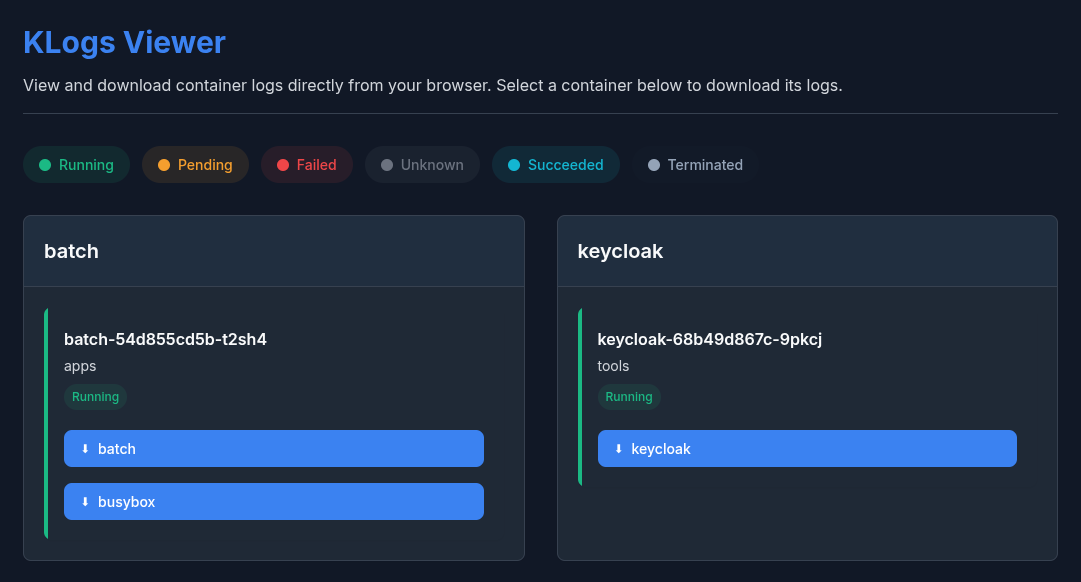 KLogs Viewer
View and download container logs directly from your browser. Select a container below to download its logs.
Running
Pending
Failed
Unknown
Succeeded
Terminated
batch
batch-54d855cd5b-t2sh4
apps
Running
⬇ batch
⬇ busybox
keycloak
keycloak-68b49d867c-9pkcj
tools
Running
⬇ keycloak